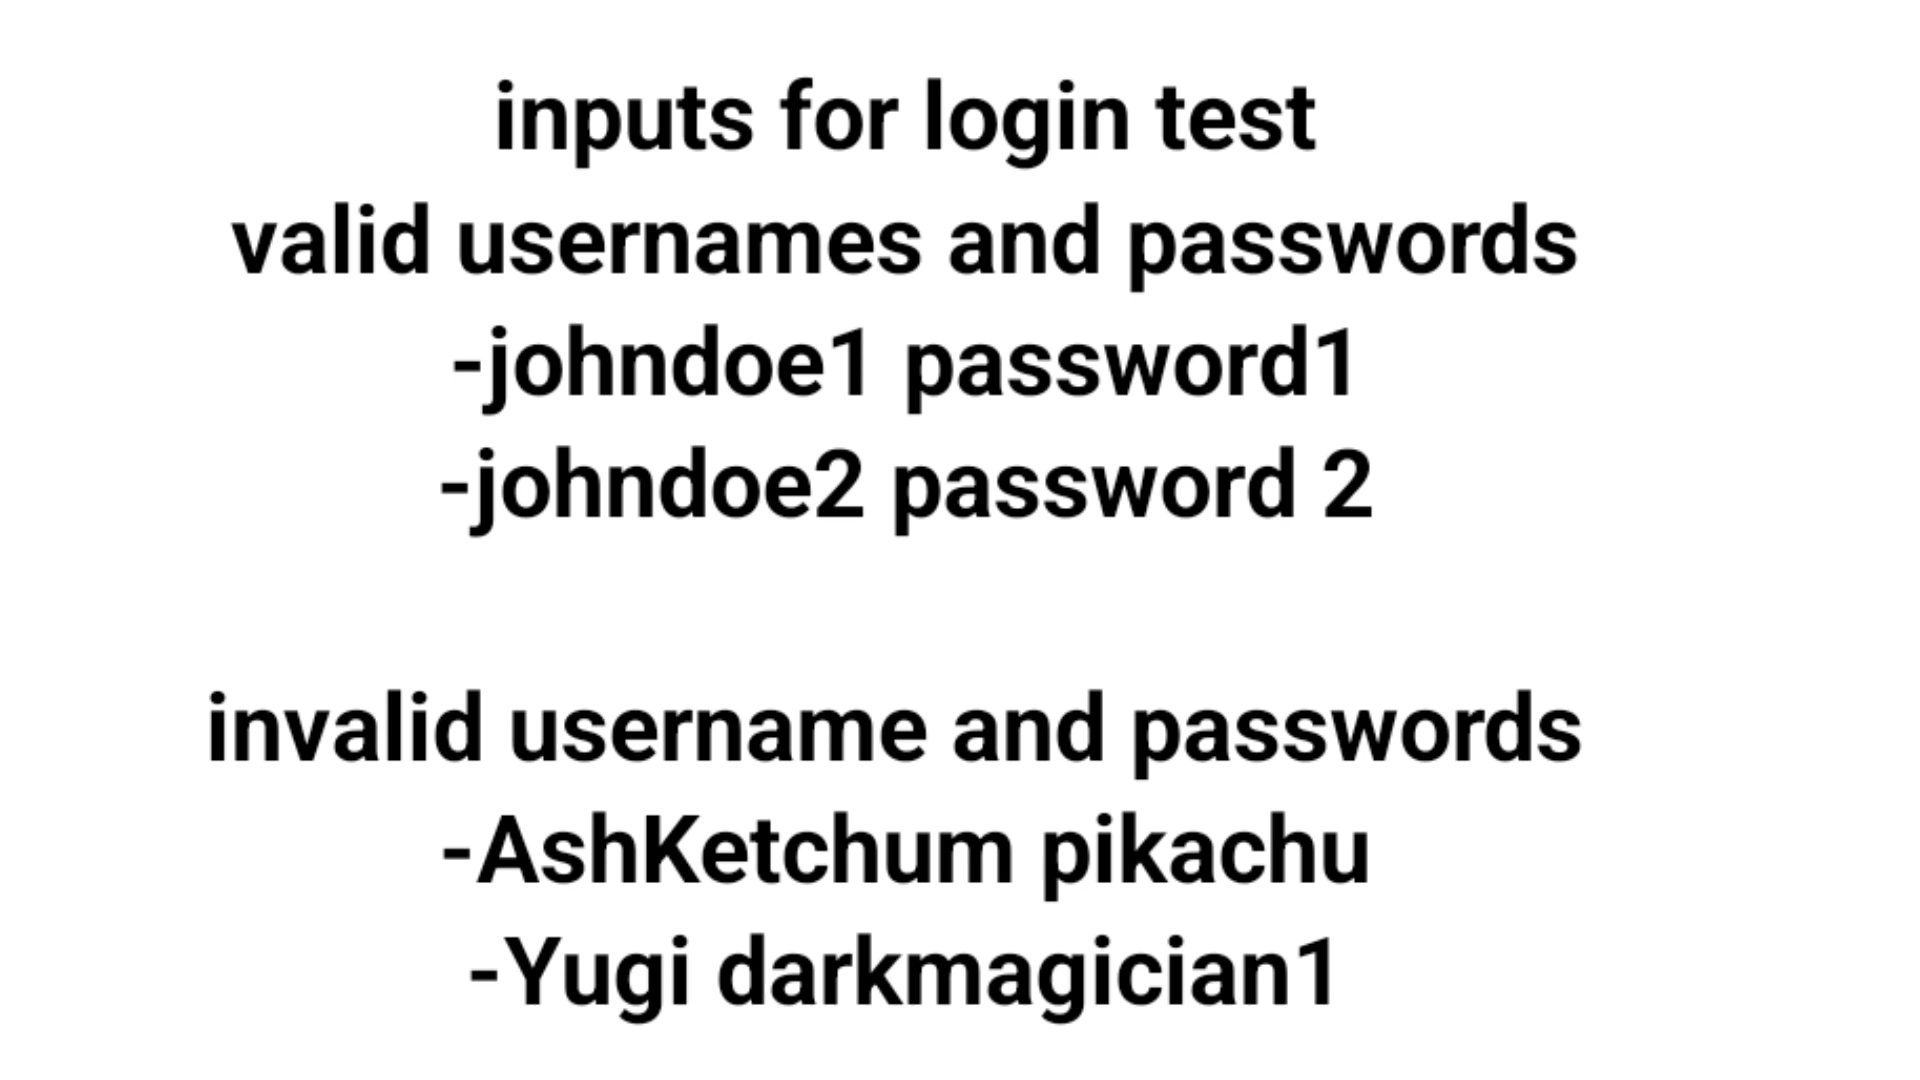 inputs for login test
valid usernames and passwords
-johndoe1 password1
-johndoe2 password 2
invalid username and passwords
-AshKetchum pikachu
-Yugi darkmagician1